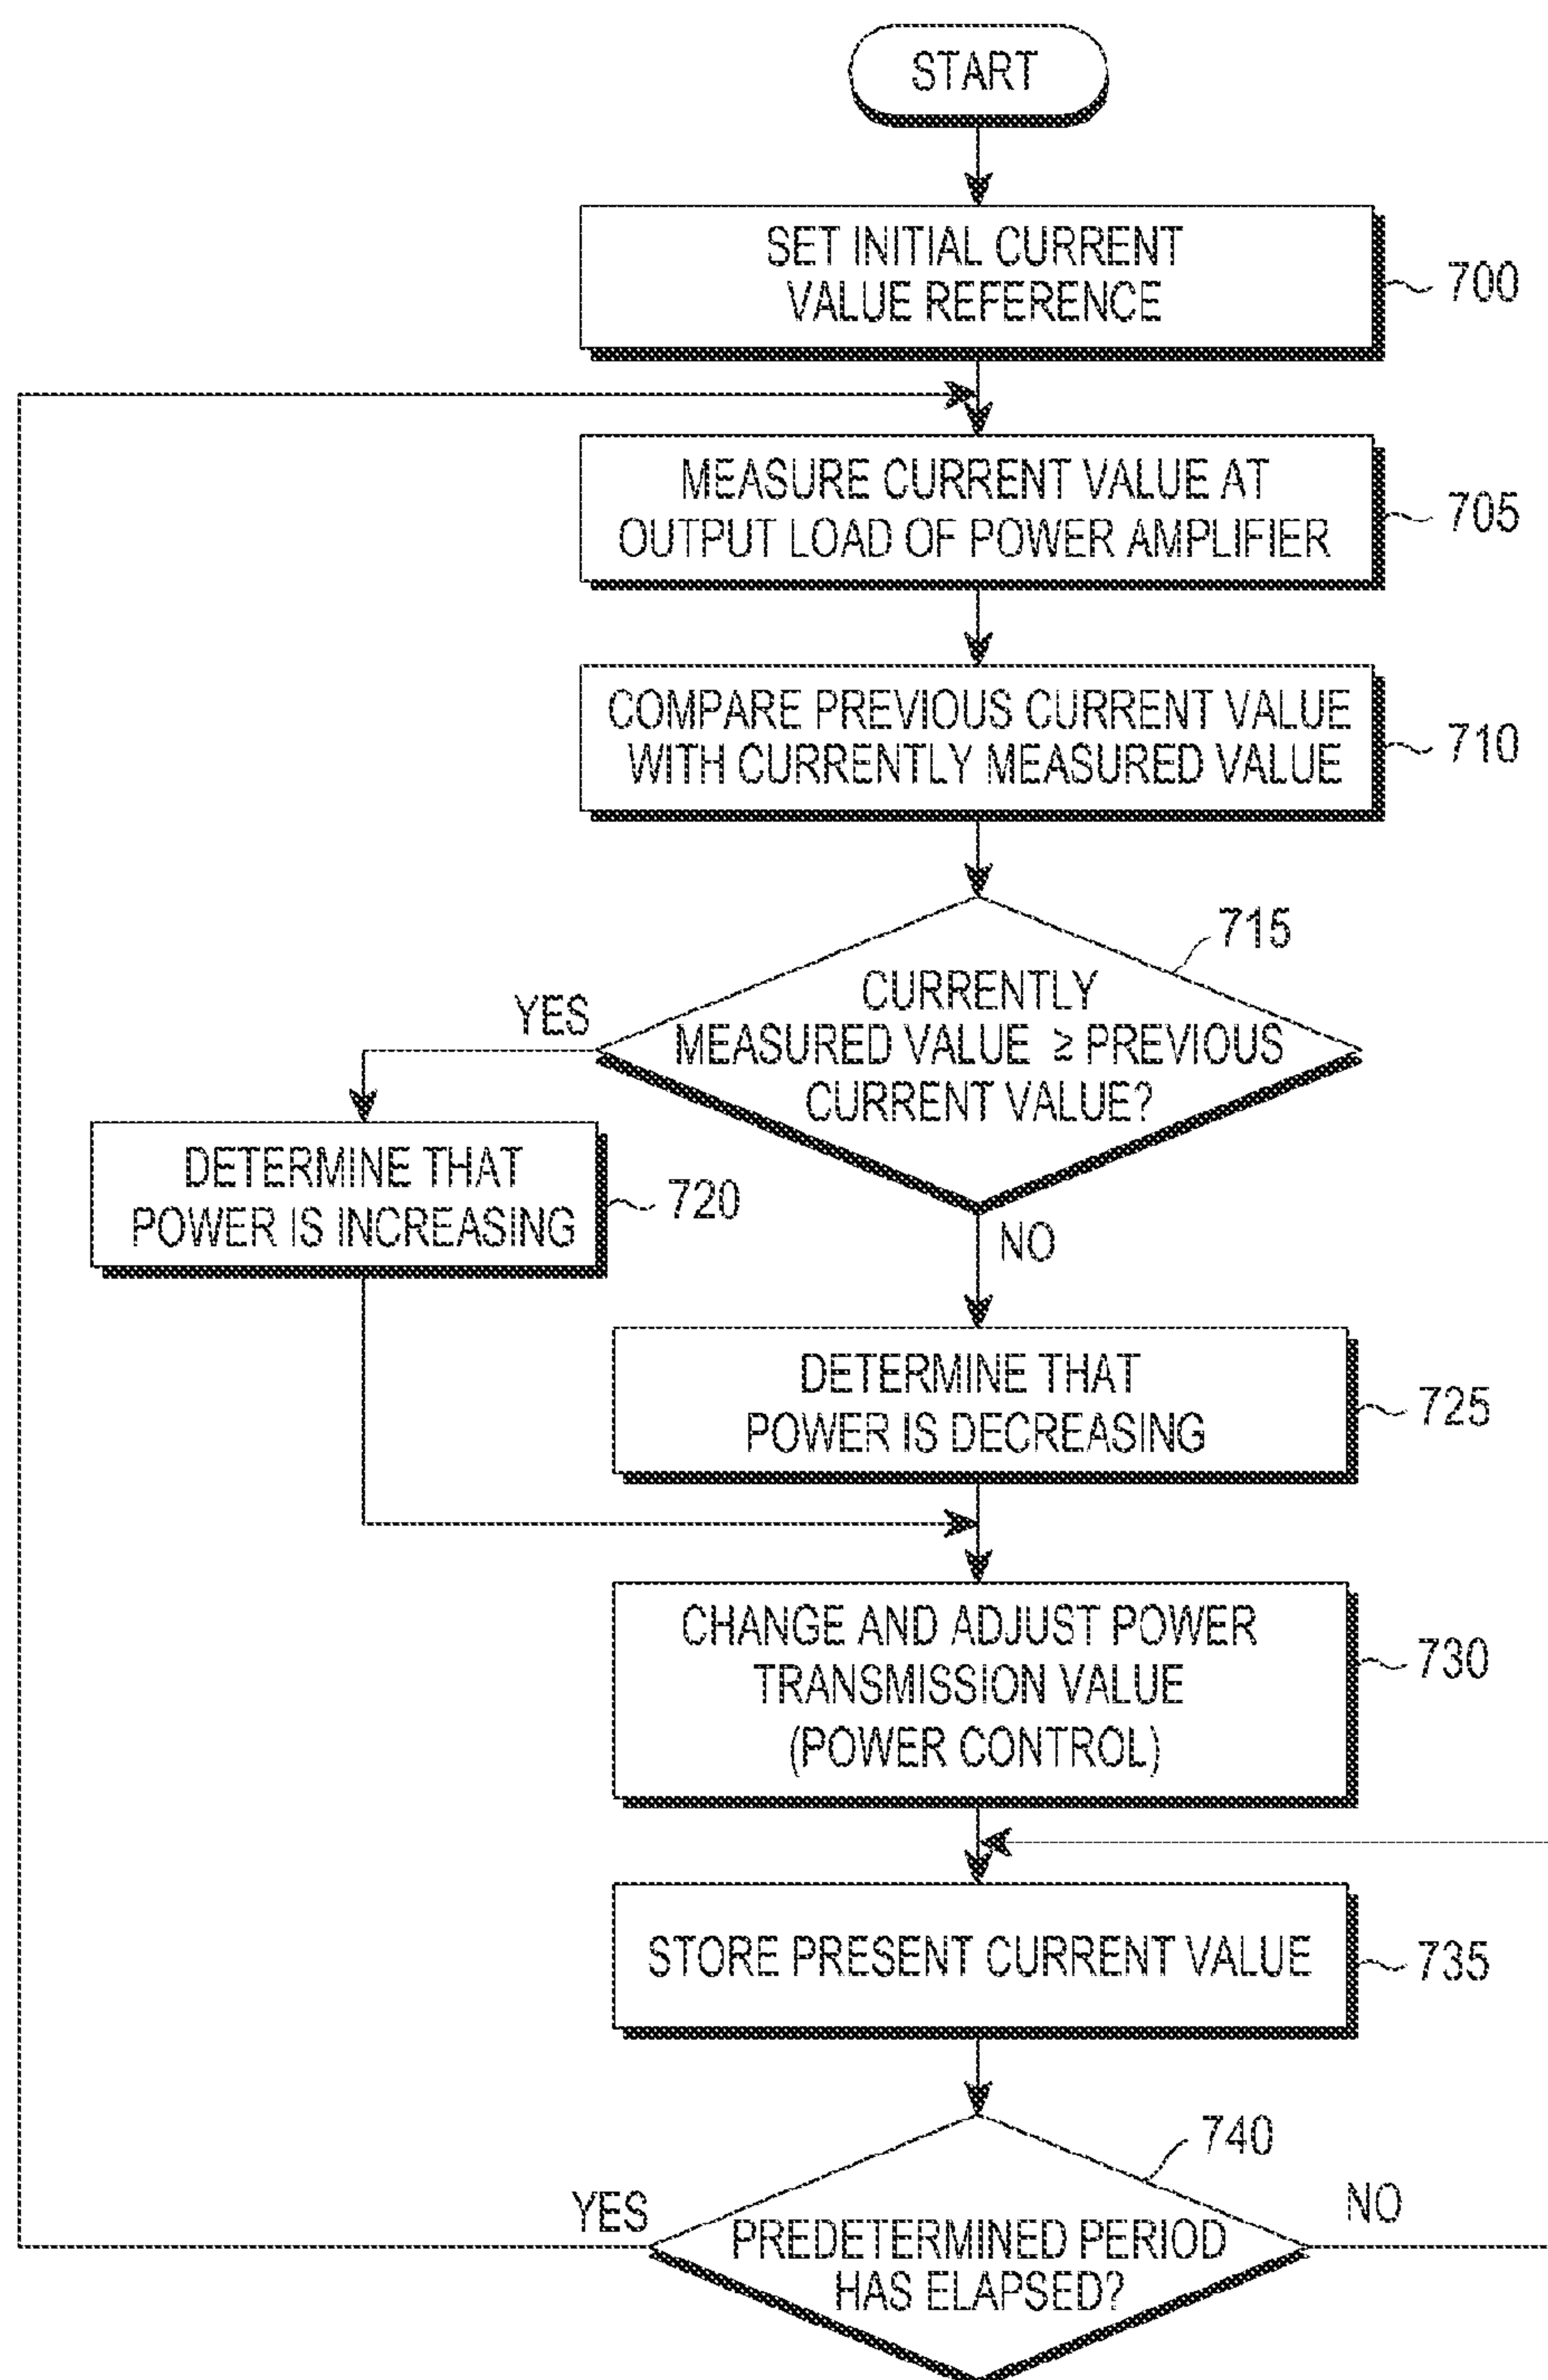 START
SET INITIAL CURRENT
VALUE REFERENCE
700
MEASURE CURRENT VALUE AT
OUTPUT LOAD OF POWER AMPLIFIER
705
COMPARE PREVIOUS CURRENT VALUE
WITH CURRENTLY MEASURED VALUE
710
715
CURRENTLY
MEASURED VALUE ≥ PREVIOUS
CURRENT VALUE?
YES
NO
DETERMINE THAT
POWER IS INCREASING
720
DETERMINE THAT
POWER IS DECREASING
725
CHANGE AND ADJUST POWER
TRANSMISSION VALUE
(POWER CONTROL)
730
STORE PRESENT CURRENT VALUE
735
740
YES
PREDETERMINED PERIOD
HAS ELAPSED?
NO